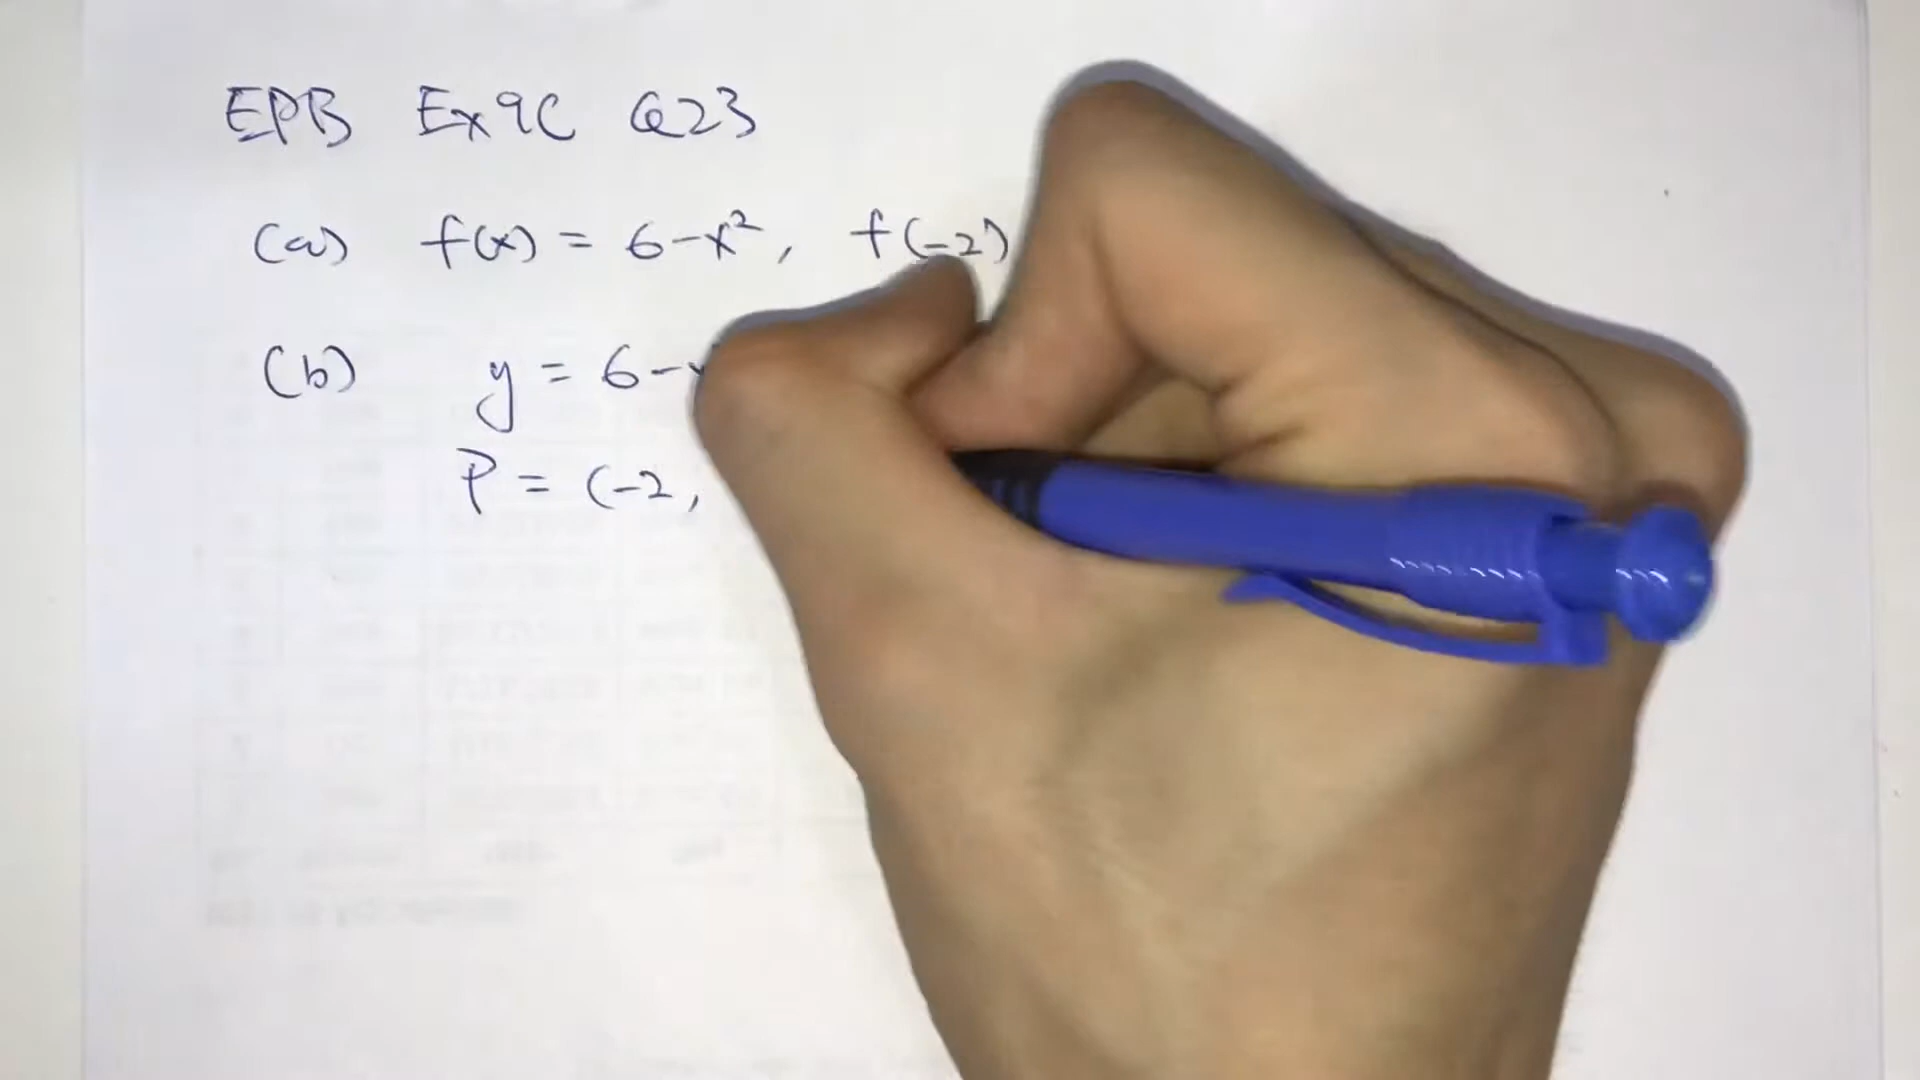 EPB Ex9C Q23
(a) f(x) = 6-x², f(-2)
(b) y = 6-
P = (-2,